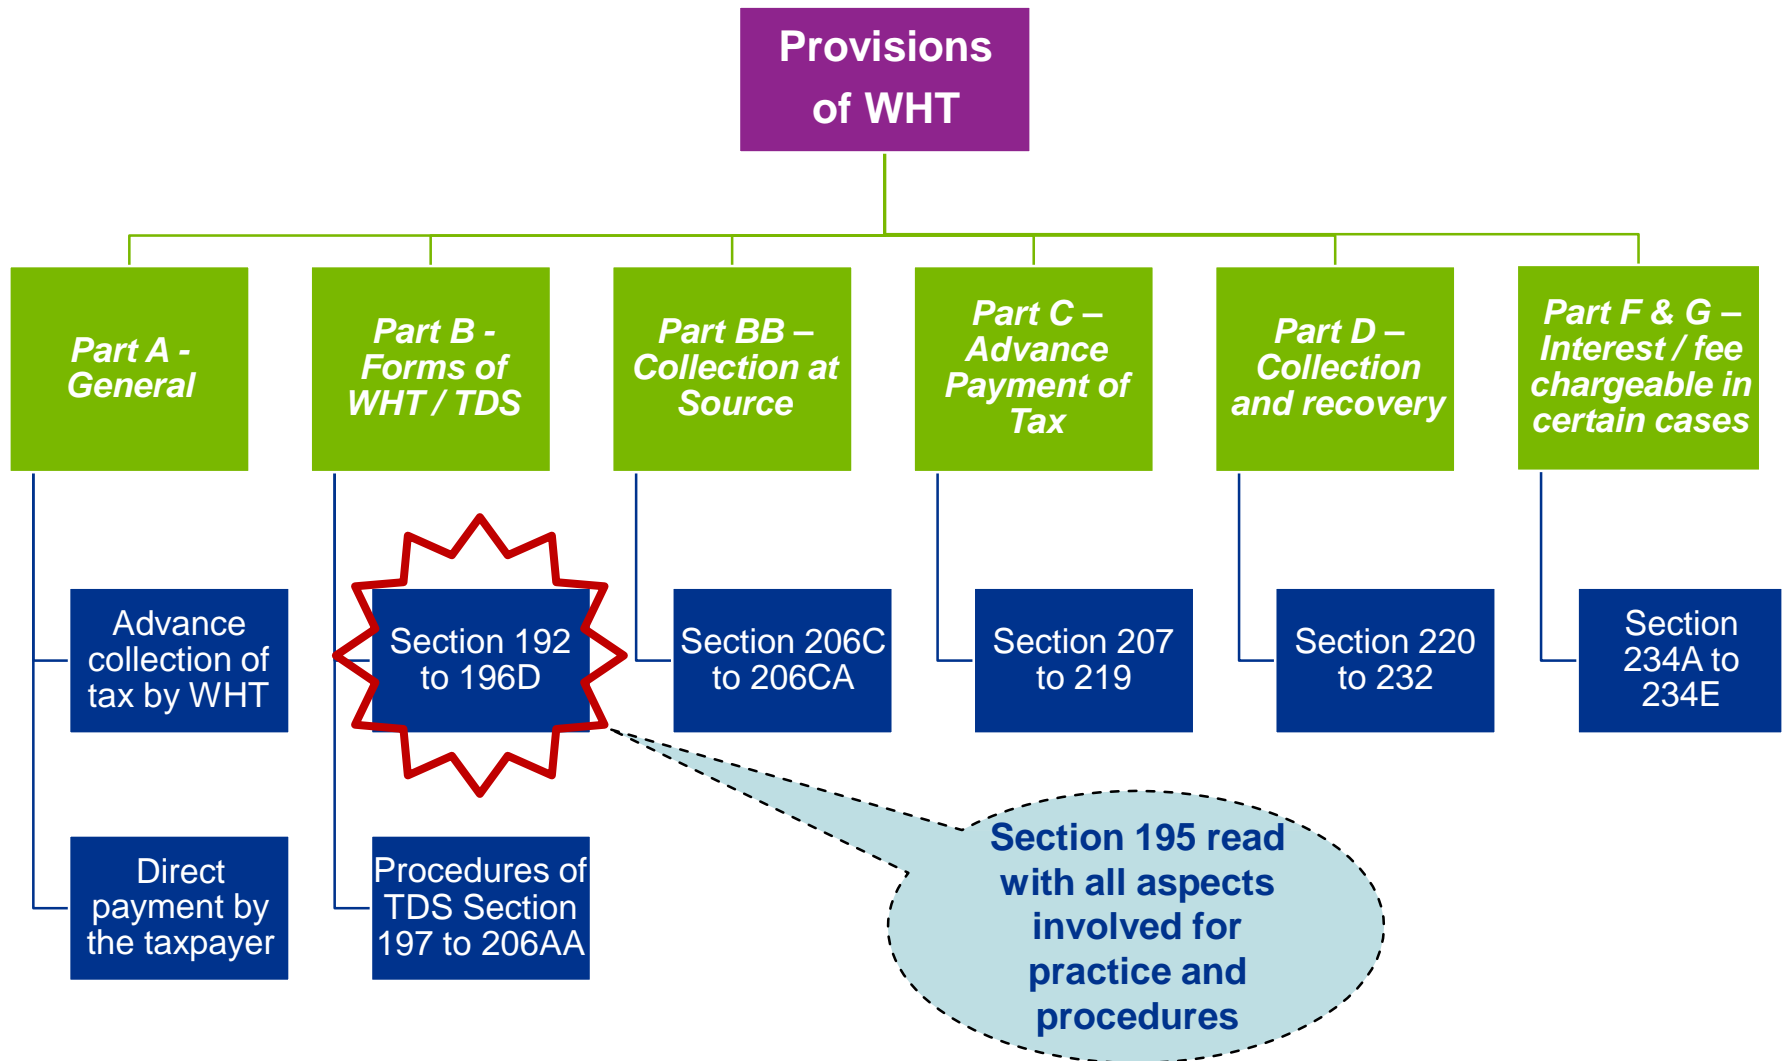 Provisions
of WHT
Part A -
General
Part B -
Forms of
WHT / TDS
Part BB –
Collection at
Source
Part C –
Advance
Payment of
Tax
Part D –
Collection
and recovery
Part F & G –
Interest / fee
chargeable in
certain cases
Advance
collection of
tax by WHT
Section 192
to 196D
Section 206C
to 206CA
Section 207
to 219
Section 220
to 232
Section
234A to
234E
Direct
payment by
the taxpayer
Procedures of
TDS Section
197 to 206AA
Section 195 read
with all aspects
involved for
practice and
procedures